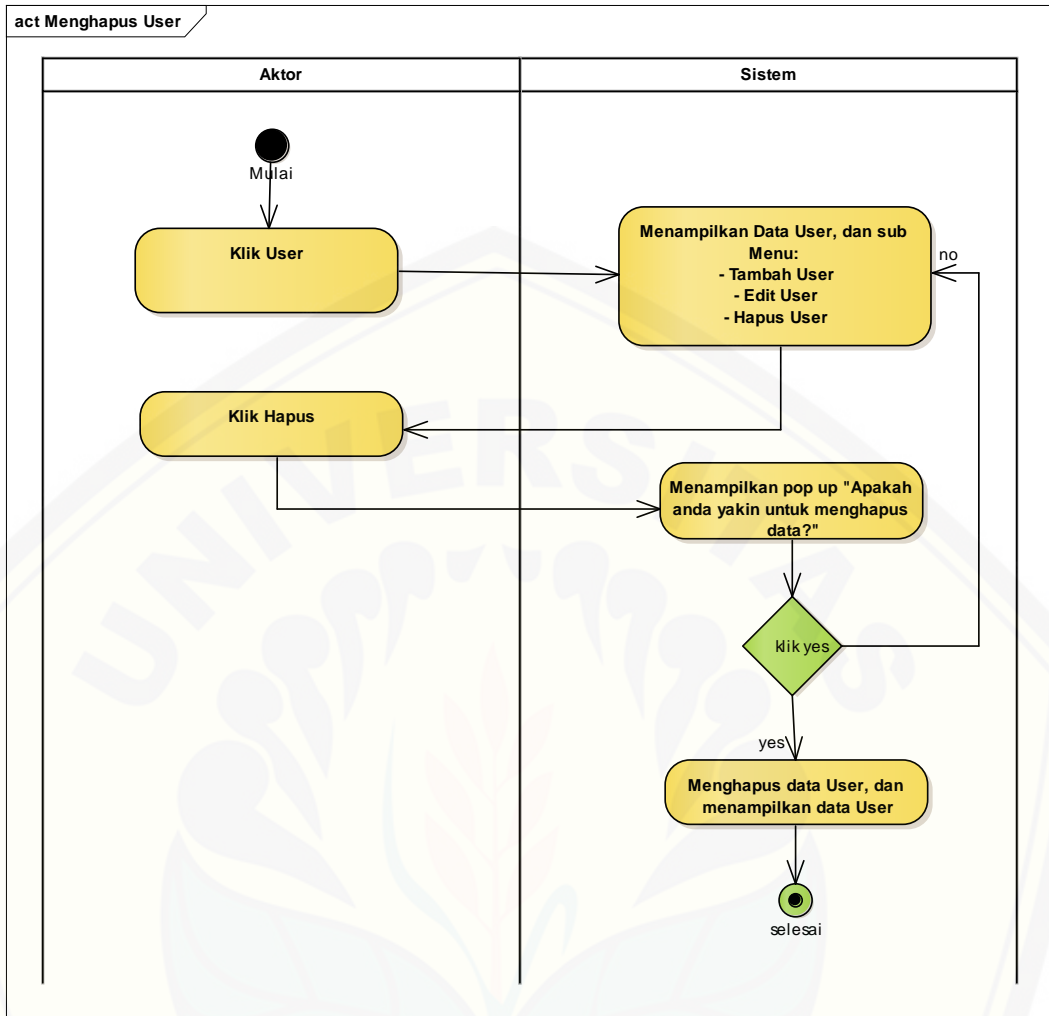 act Menghapus User
Aktor
Sistem
Mulai
Klik User
Menampilkan Data User, dan sub
Menu:
- Tambah User
- Edit User
- Hapus User
no
Klik Hapus
Menampilkan pop up "Apakah
anda yakin untuk menghapus
data?"
klik yes
yes
Menghapus data User, dan
menampilkan data User
selesai
UNIVERSITAS